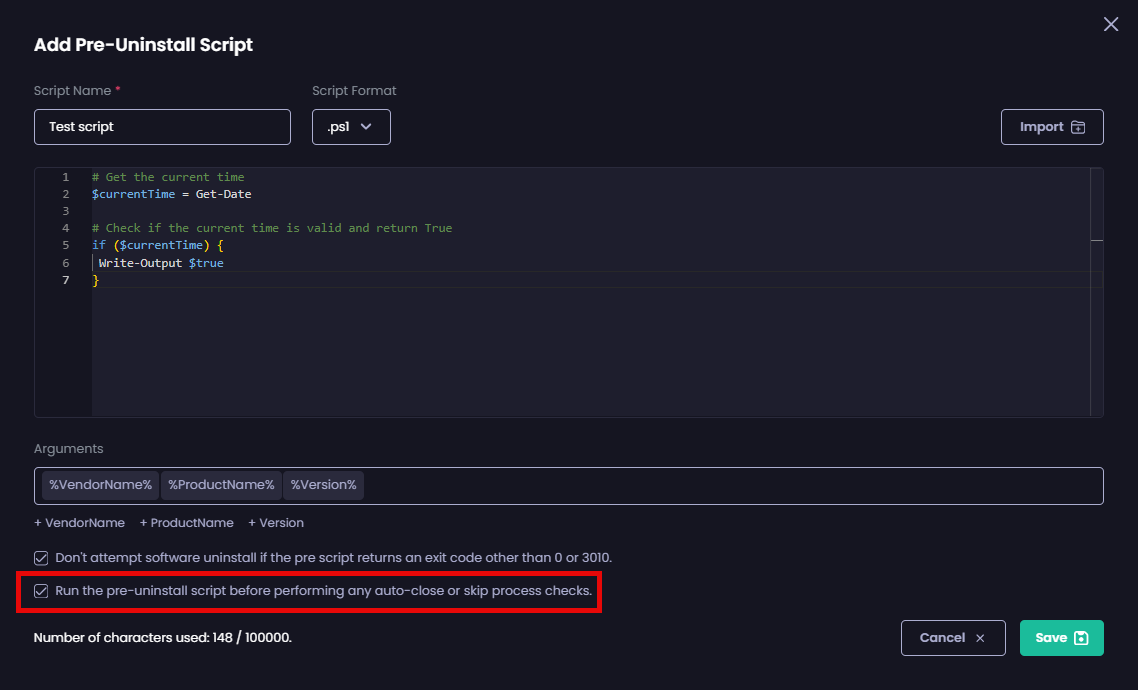 Add Pre-Uninstall Script
Script Name *
Script Format
Test script
.ps1
Import
1 # Get the current time
2 $currentTime = Get-Date
3
4 # Check if the current time is valid and return True
5 if ($currentTime) {
6 Write-Output $true
7 }
Arguments
%VendorName% %ProductName% %Version%
+ VendorName + ProductName + Version
Don't attempt software uninstall if the pre script returns an exit code other than 0 or 3010.
Run the pre-uninstall script before performing any auto-close or skip process checks.
Number of characters used: 148 / 100000.
Cancel
Save